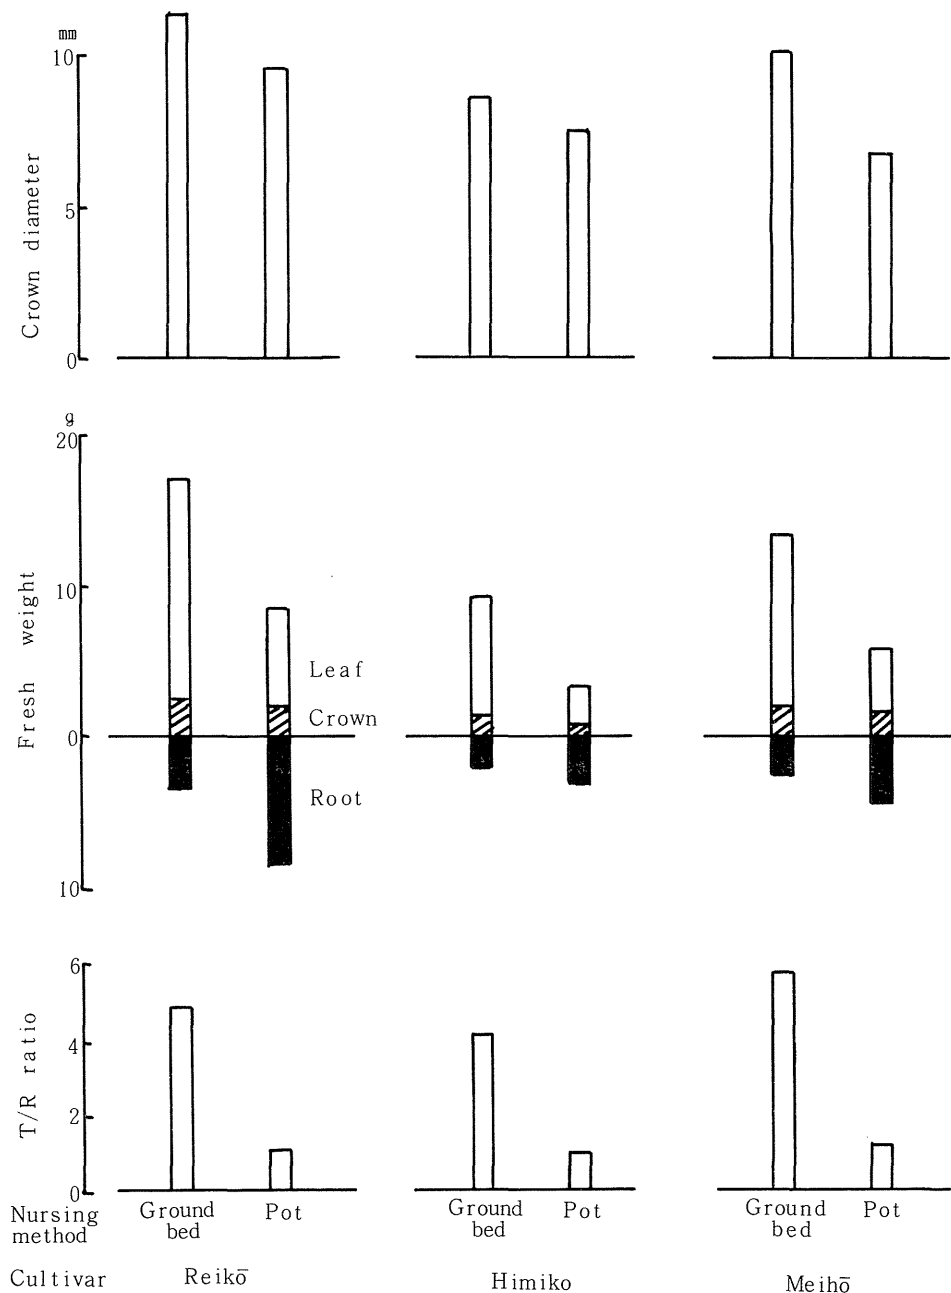 mm
10
5
0
Crown diameter
g
20
10
0
10
Fresh weight
Leaf
Crown
Root
6
4
2
0
T/R ratio
Nursing method
Ground bed
Pot
Ground bed
Pot
Ground bed
Pot
Cultivar
Reikō
Himiko
Meihō